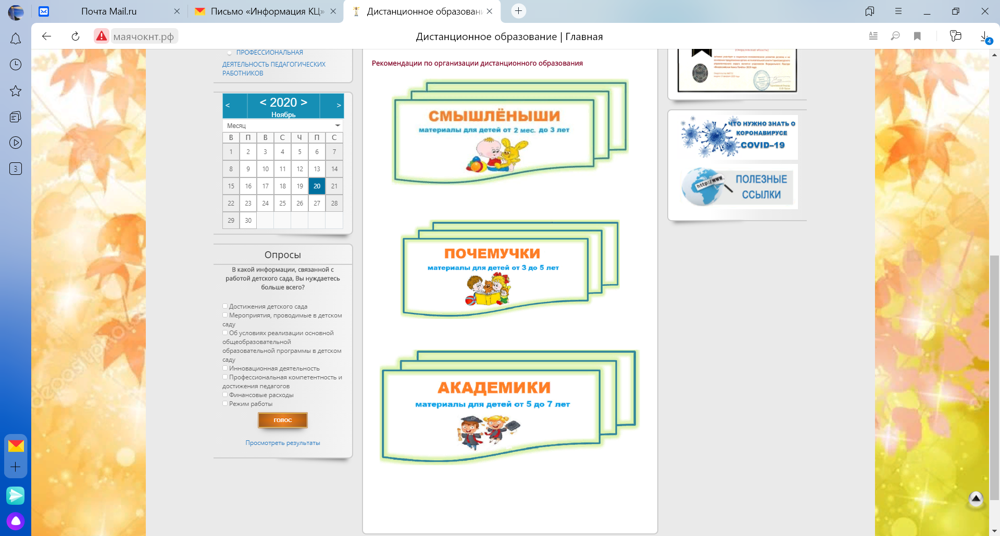 Почта Mail.ru
Письмо «Информация КЦ»
Дистанционное образовани
маячокнт.рф
Дистанционное образование | Главная
4
3
ПРОФЕССИОНАЛЬНАЯ
ДЕЯТЕЛЬНОСТЬ ПЕДАГОГИЧЕСКИХ
РАБОТНИКОВ
< < 2020 > >
Ноябрь
Месяц
В П В С Ч П С
1 2 3 4 5 6 7
8 9 10 11 12 13 14
15 16 17 18 19 20 21
22 23 24 25 26 27 28
29 30
Опросы
В какой информации, связанной с
работой детского сада, Вы нуждаетесь
больше всего?
Достижения детского сада
Мероприятия, проводимые в детском
саду
Об условиях реализации основной
общеобразовательной
образовательной программы в детском
саду
Инновационная деятельность
Профессиональная компетентность и
достижения педагогов
Финансовые расходы
Режим работы
ГОЛОС
Просмотреть результаты
Рекомендации по организации дистанционного образования
СМЫШЛЁНЫШИ
материалы для детей от 2 мес. до 3 лет
ПОЧЕМУЧКИ
материалы для детей от 3 до 5 лет
АКАДЕМИКИ
материалы для детей от 5 до 7 лет
ЧТО НУЖНО ЗНАТЬ О
КОРОНАВИРУСЕ
COVID-19
http:/www.
ПОЛЕЗНЫЕ
ССЫЛКИ